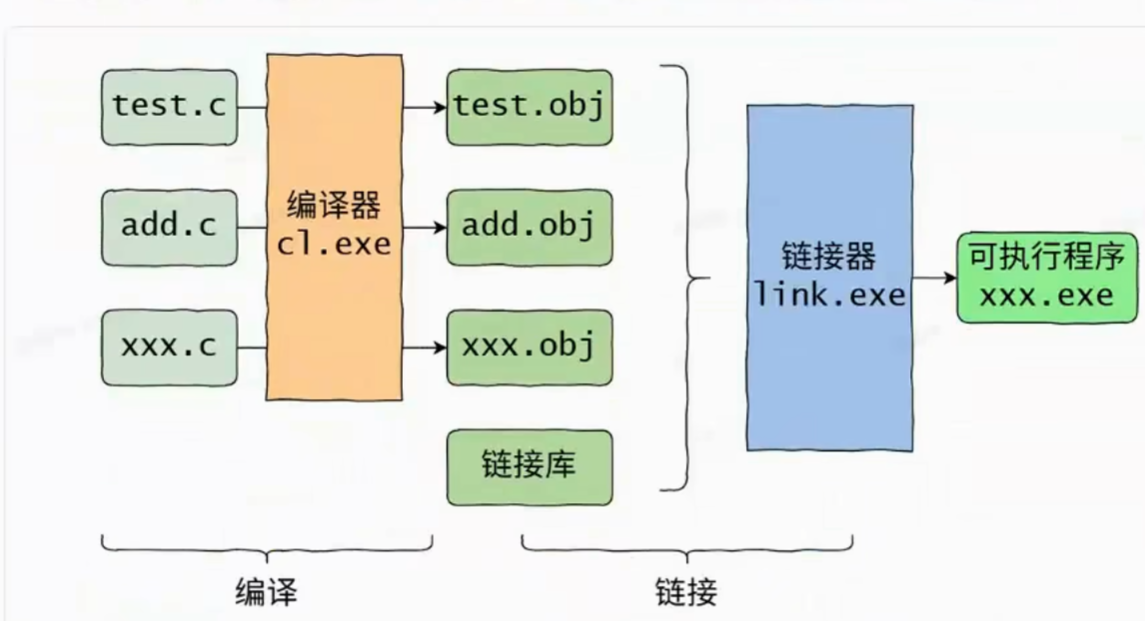 test.c
add.c
xxx.c
编译器
cl.exe
test.obj
add.obj
xxx.obj
链接库
链接器
link.exe
可执行程序
xxx.exe
编译
链接